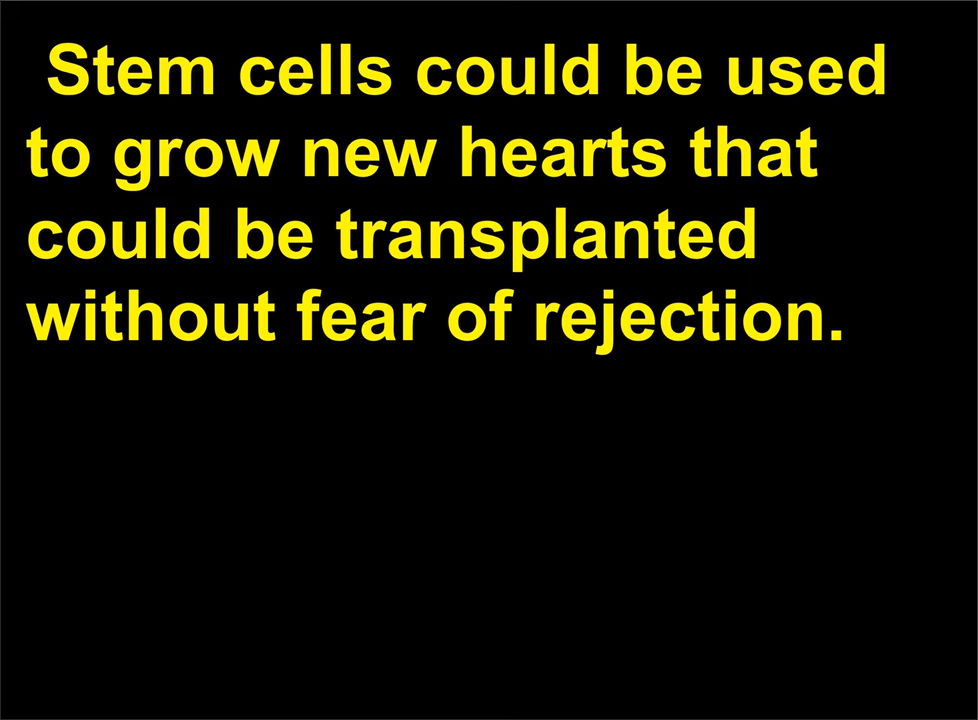 Stem cells could be used
to grow new hearts that
could be transplanted
without fear of rejection.